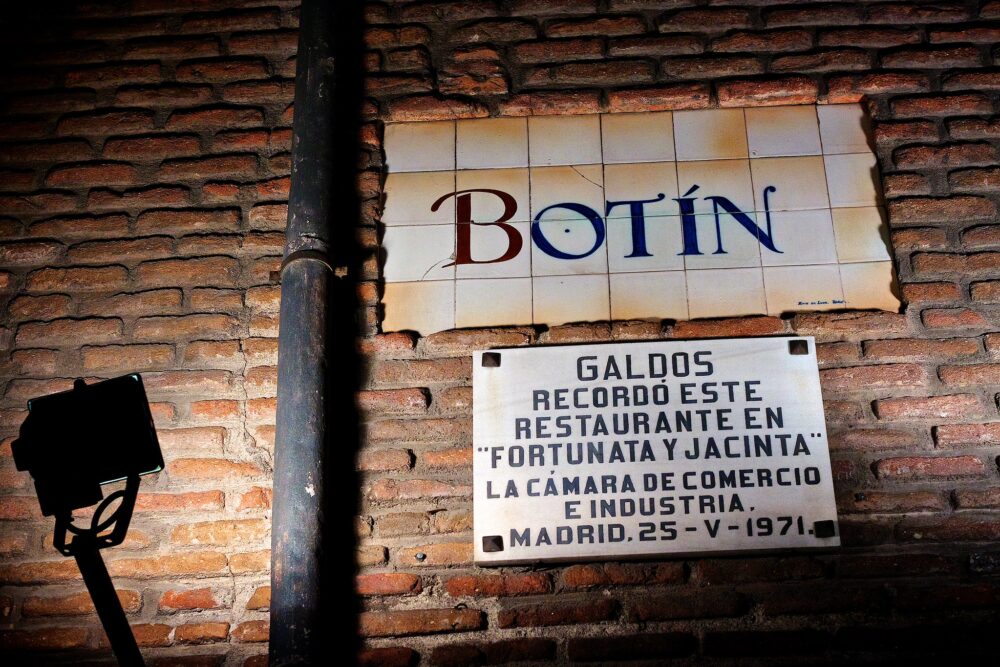 BOTÍN
GALDOS
RECORDÓ ESTE
RESTAURANTE EN
"FORTUNATA Y JACINTA"
LA CÁMARA DE COMERCIO
E INDUSTRIA.
MADRID. 25-V-1971.